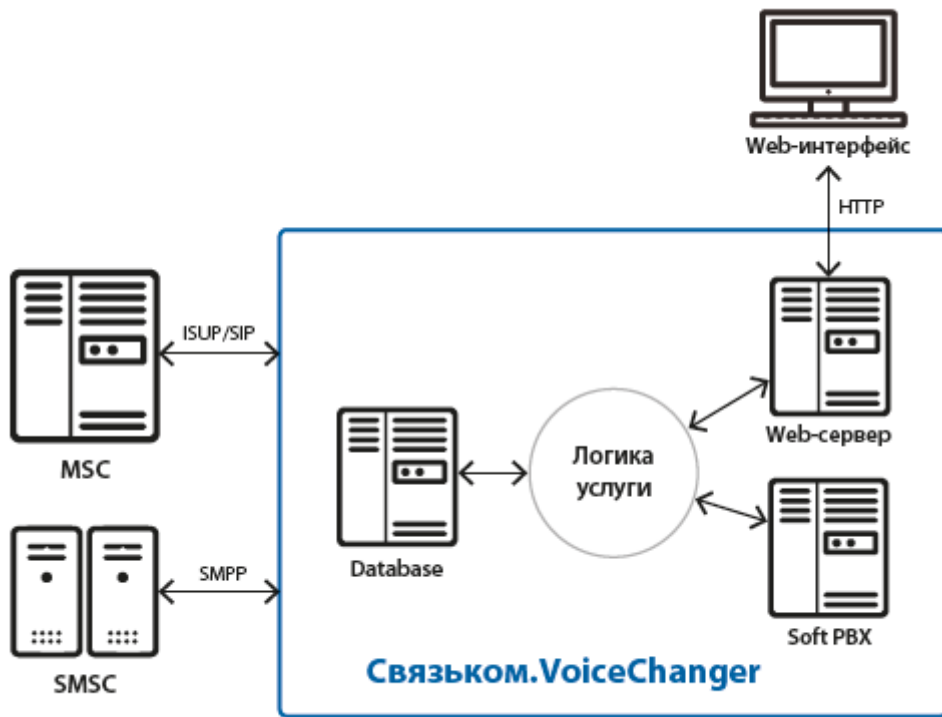 Web-интерфейс
HTTP
ISUP/SIP
MSC
Web-сервер
Логика
услуги
Database
SMPP
Soft PBX
SMSC
Связьком.VoiceChanger